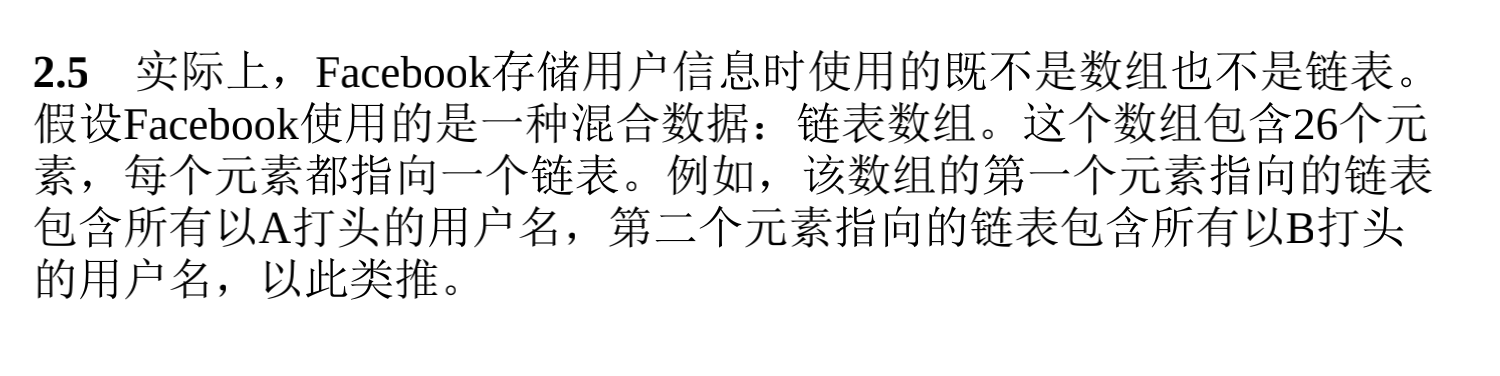 2.5 实际上，Facebook存储用户信息时使用的既不是数组也不是链表。
假设Facebook使用的是一种混合数据：链表数组。这个数组包含26个元
素，每个元素都指向一个链表。例如，该数组的第一个元素指向的链表
包含所有以A打头的用户名，第二个元素指向的链表包含所有以B打头
的用户名，以此类推。